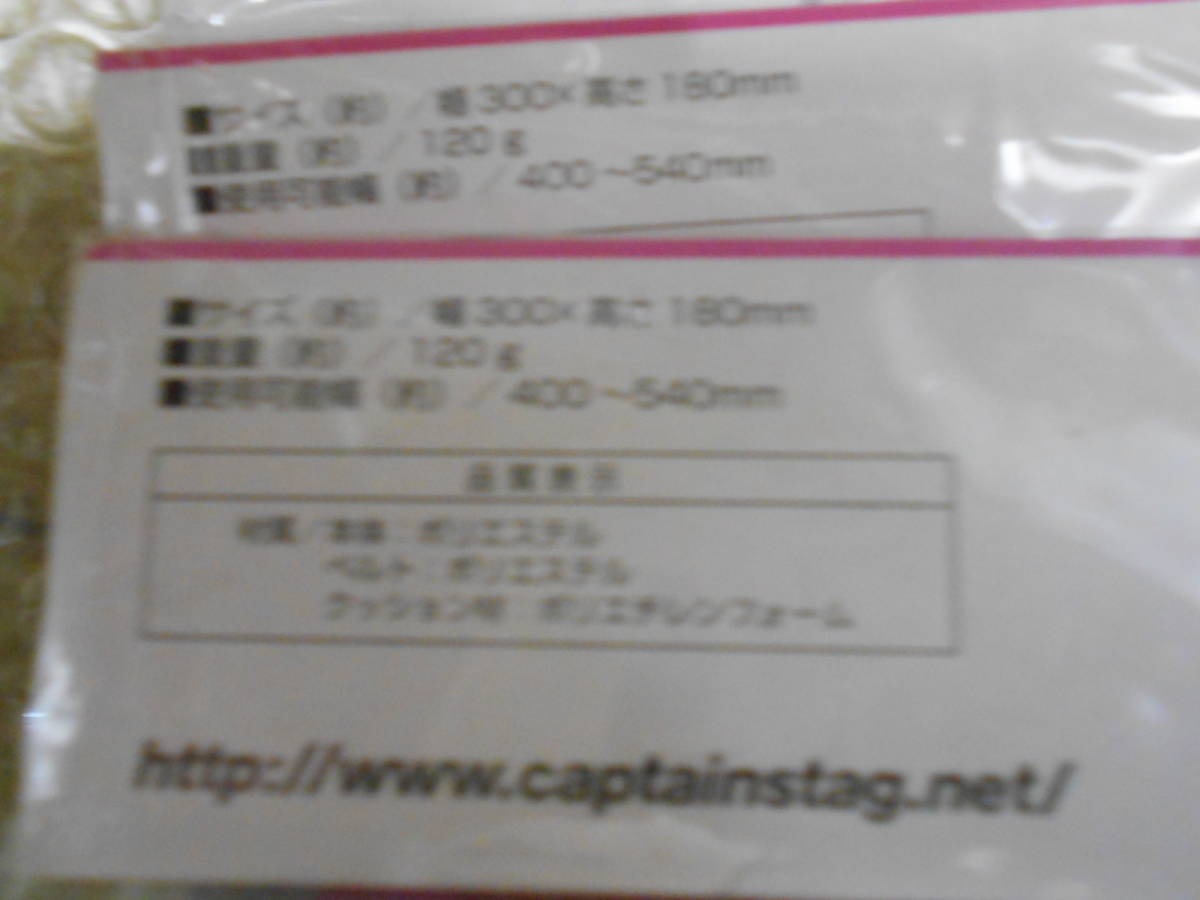 ■サイズ（約）／幅300×高さ180mm
■重量（約）／120g
■使用可能幅（約）／400～540mm
■サイズ（約）／幅300×高さ180mm
■重量（約）／120g
■使用可能幅（約）／400～540mm
品質表示
材質／本体：ポリエステル
ベルト：ポリエステル
クッション材：ポリエチレンフォーム
http://www.captainstag.net/